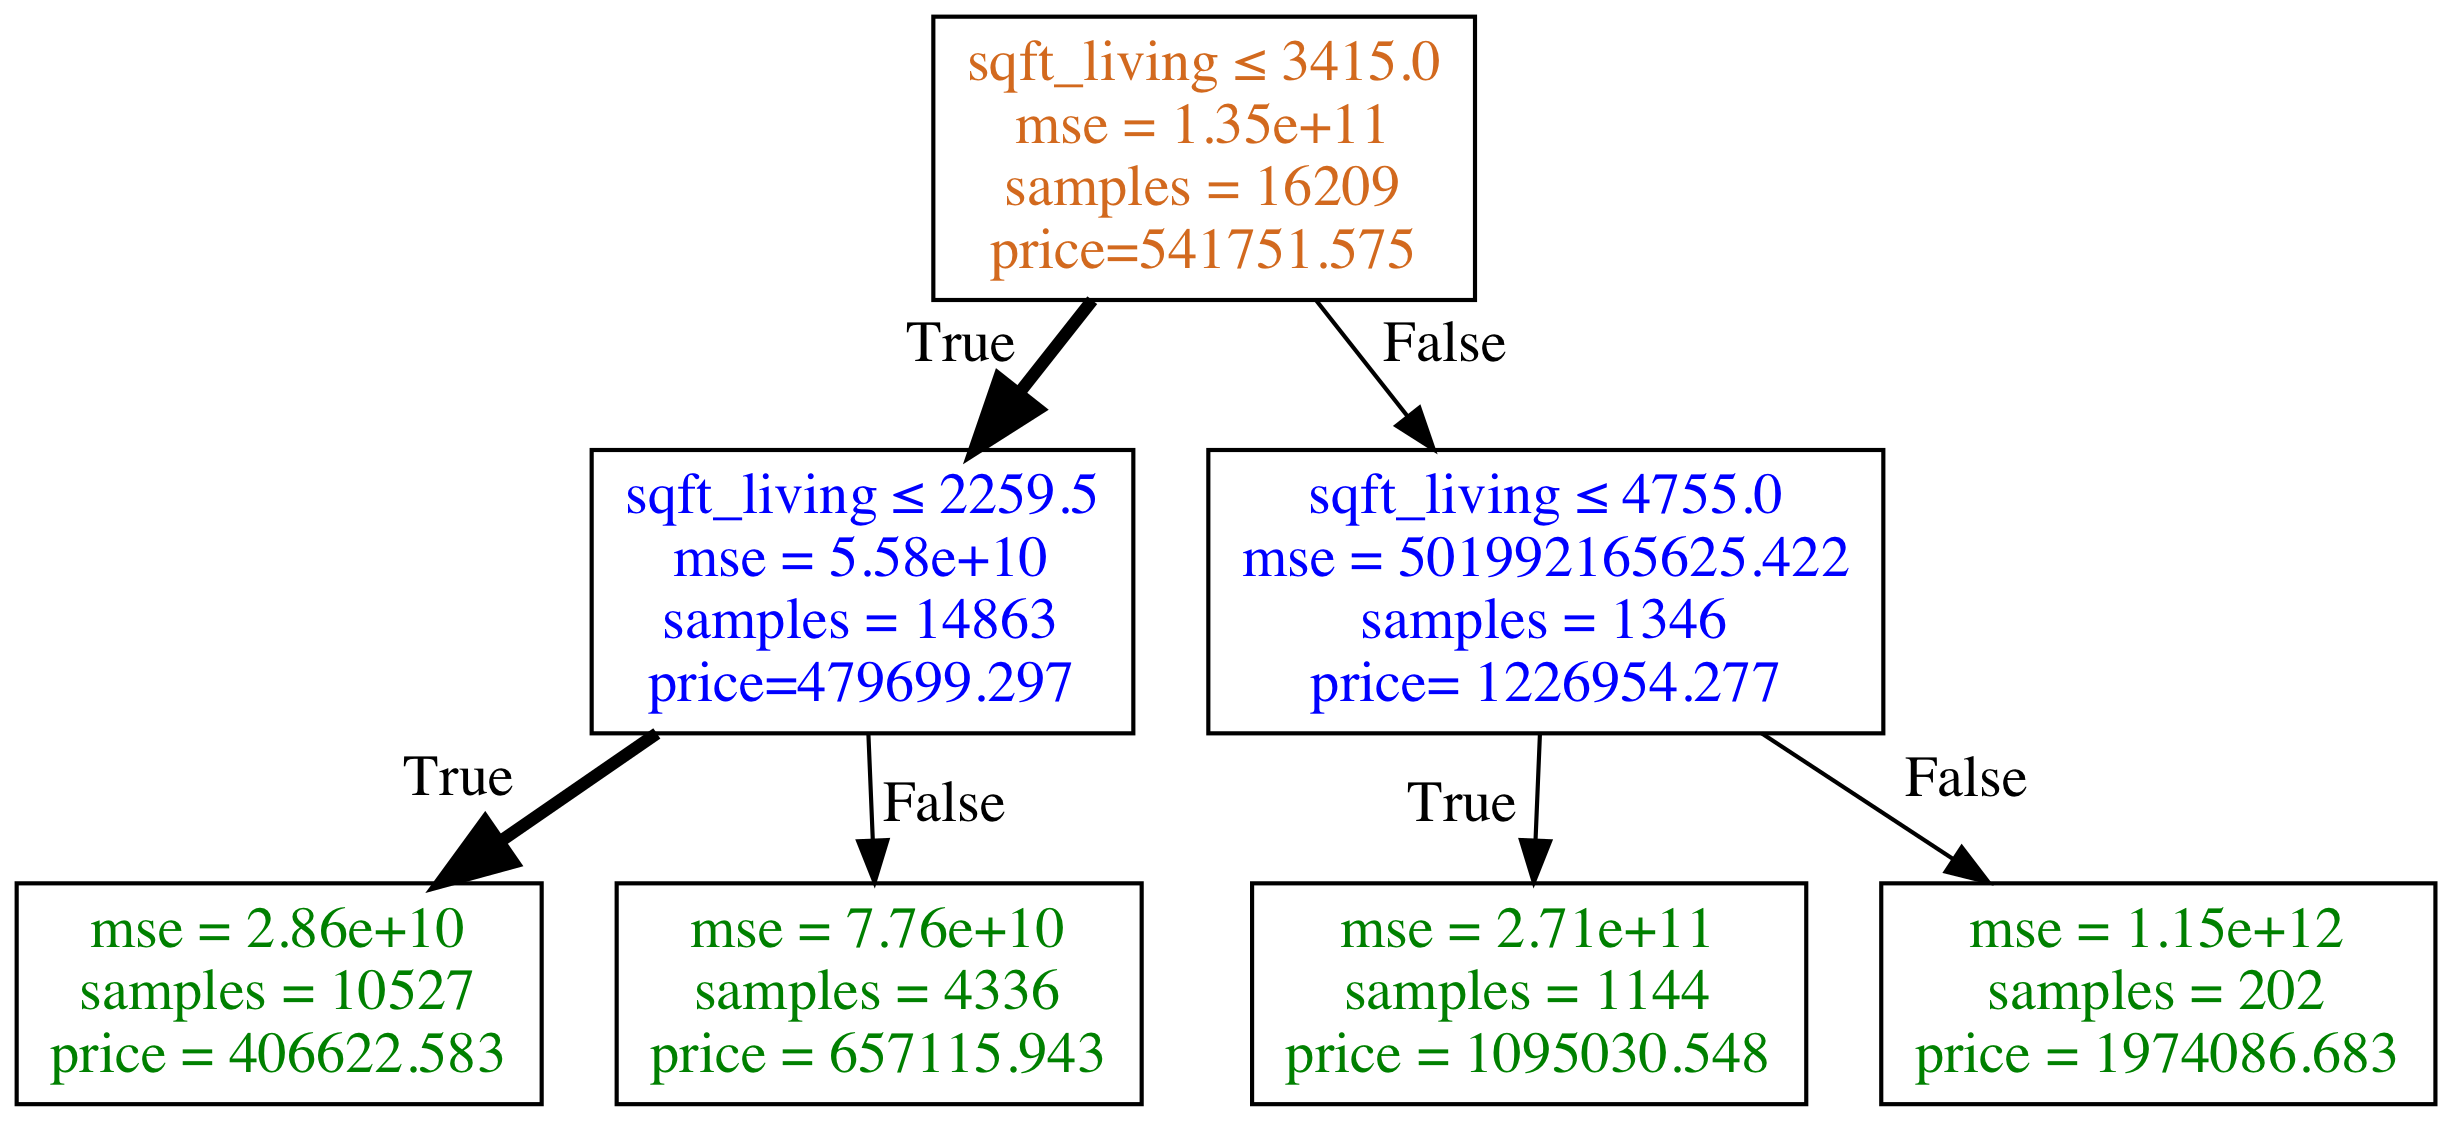 sqft_living ≤ 3415.0
mse = 1.35e+11
samples = 16209
price=541751.575
True
False
sqft_living ≤ 2259.5
mse = 5.58e+10
samples = 14863
price=479699.297
sqft_living ≤ 4755.0
mse = 501992165625.422
samples = 1346
price= 1226954.277
True
False
True
False
mse = 2.86e+10
samples = 10527
price = 406622.583
mse = 7.76e+10
samples = 4336
price = 657115.943
mse = 2.71e+11
samples = 1144
price = 1095030.548
mse = 1.15e+12
samples = 202
price = 1974086.683